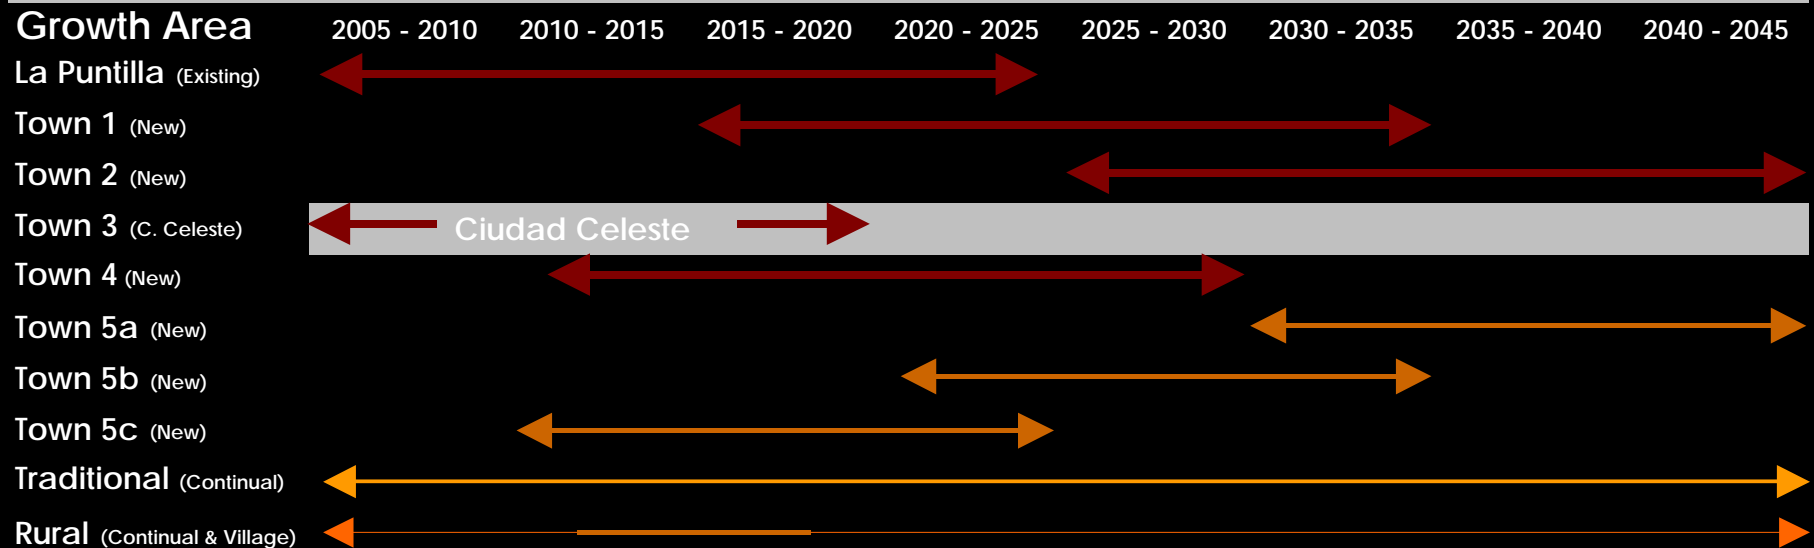 Growth Area 2005 - 2010 2010 - 2015 2015 - 2020 2020 - 2025 2025 - 2030 2030 - 2035 2035 - 2040 2040 - 2045
La Puntilla (Existing)
Town 1 (New)
Town 2 (New)
Town 3 (C. Celeste) Ciudad Celeste
Town 4 (New)
Town 5a (New)
Town 5b (New)
Town 5c (New)
Traditional (Continual)
Rural (Continual & Village)